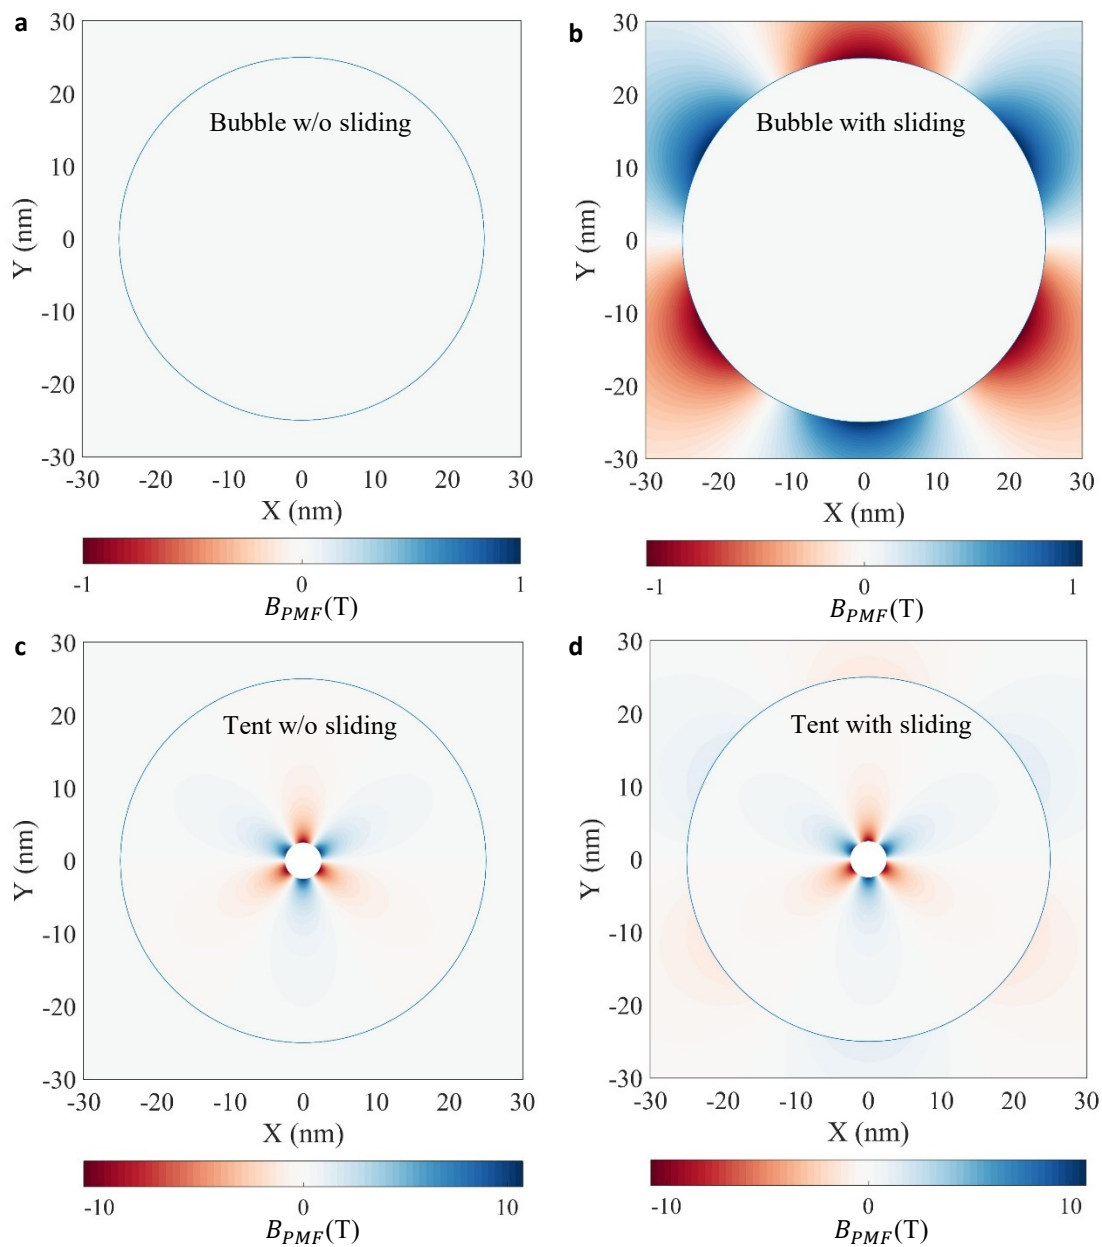 a
30
20
10
0
-10
-20
-30
Y (nm)
Bubble w/o sliding
-30 -20 -10 0 10 20 30
X (nm)
-1 0 1
B_PMF(T)
b
30
20
10
0
-10
-20
-30
Y (nm)
Bubble with sliding
-30 -20 -10 0 10 20 30
X (nm)
-1 0 1
B_PMF(T)
c
30
20
10
0
-10
-20
-30
Y (nm)
Tent w/o sliding
-30 -20 -10 0 10 20 30
X (nm)
-10 0 10
B_PMF(T)
d
30
20
10
0
-10
-20
-30
Y (nm)
Tent with sliding
-30 -20 -10 0 10 20 30
X (nm)
-10 0 10
B_PMF(T)